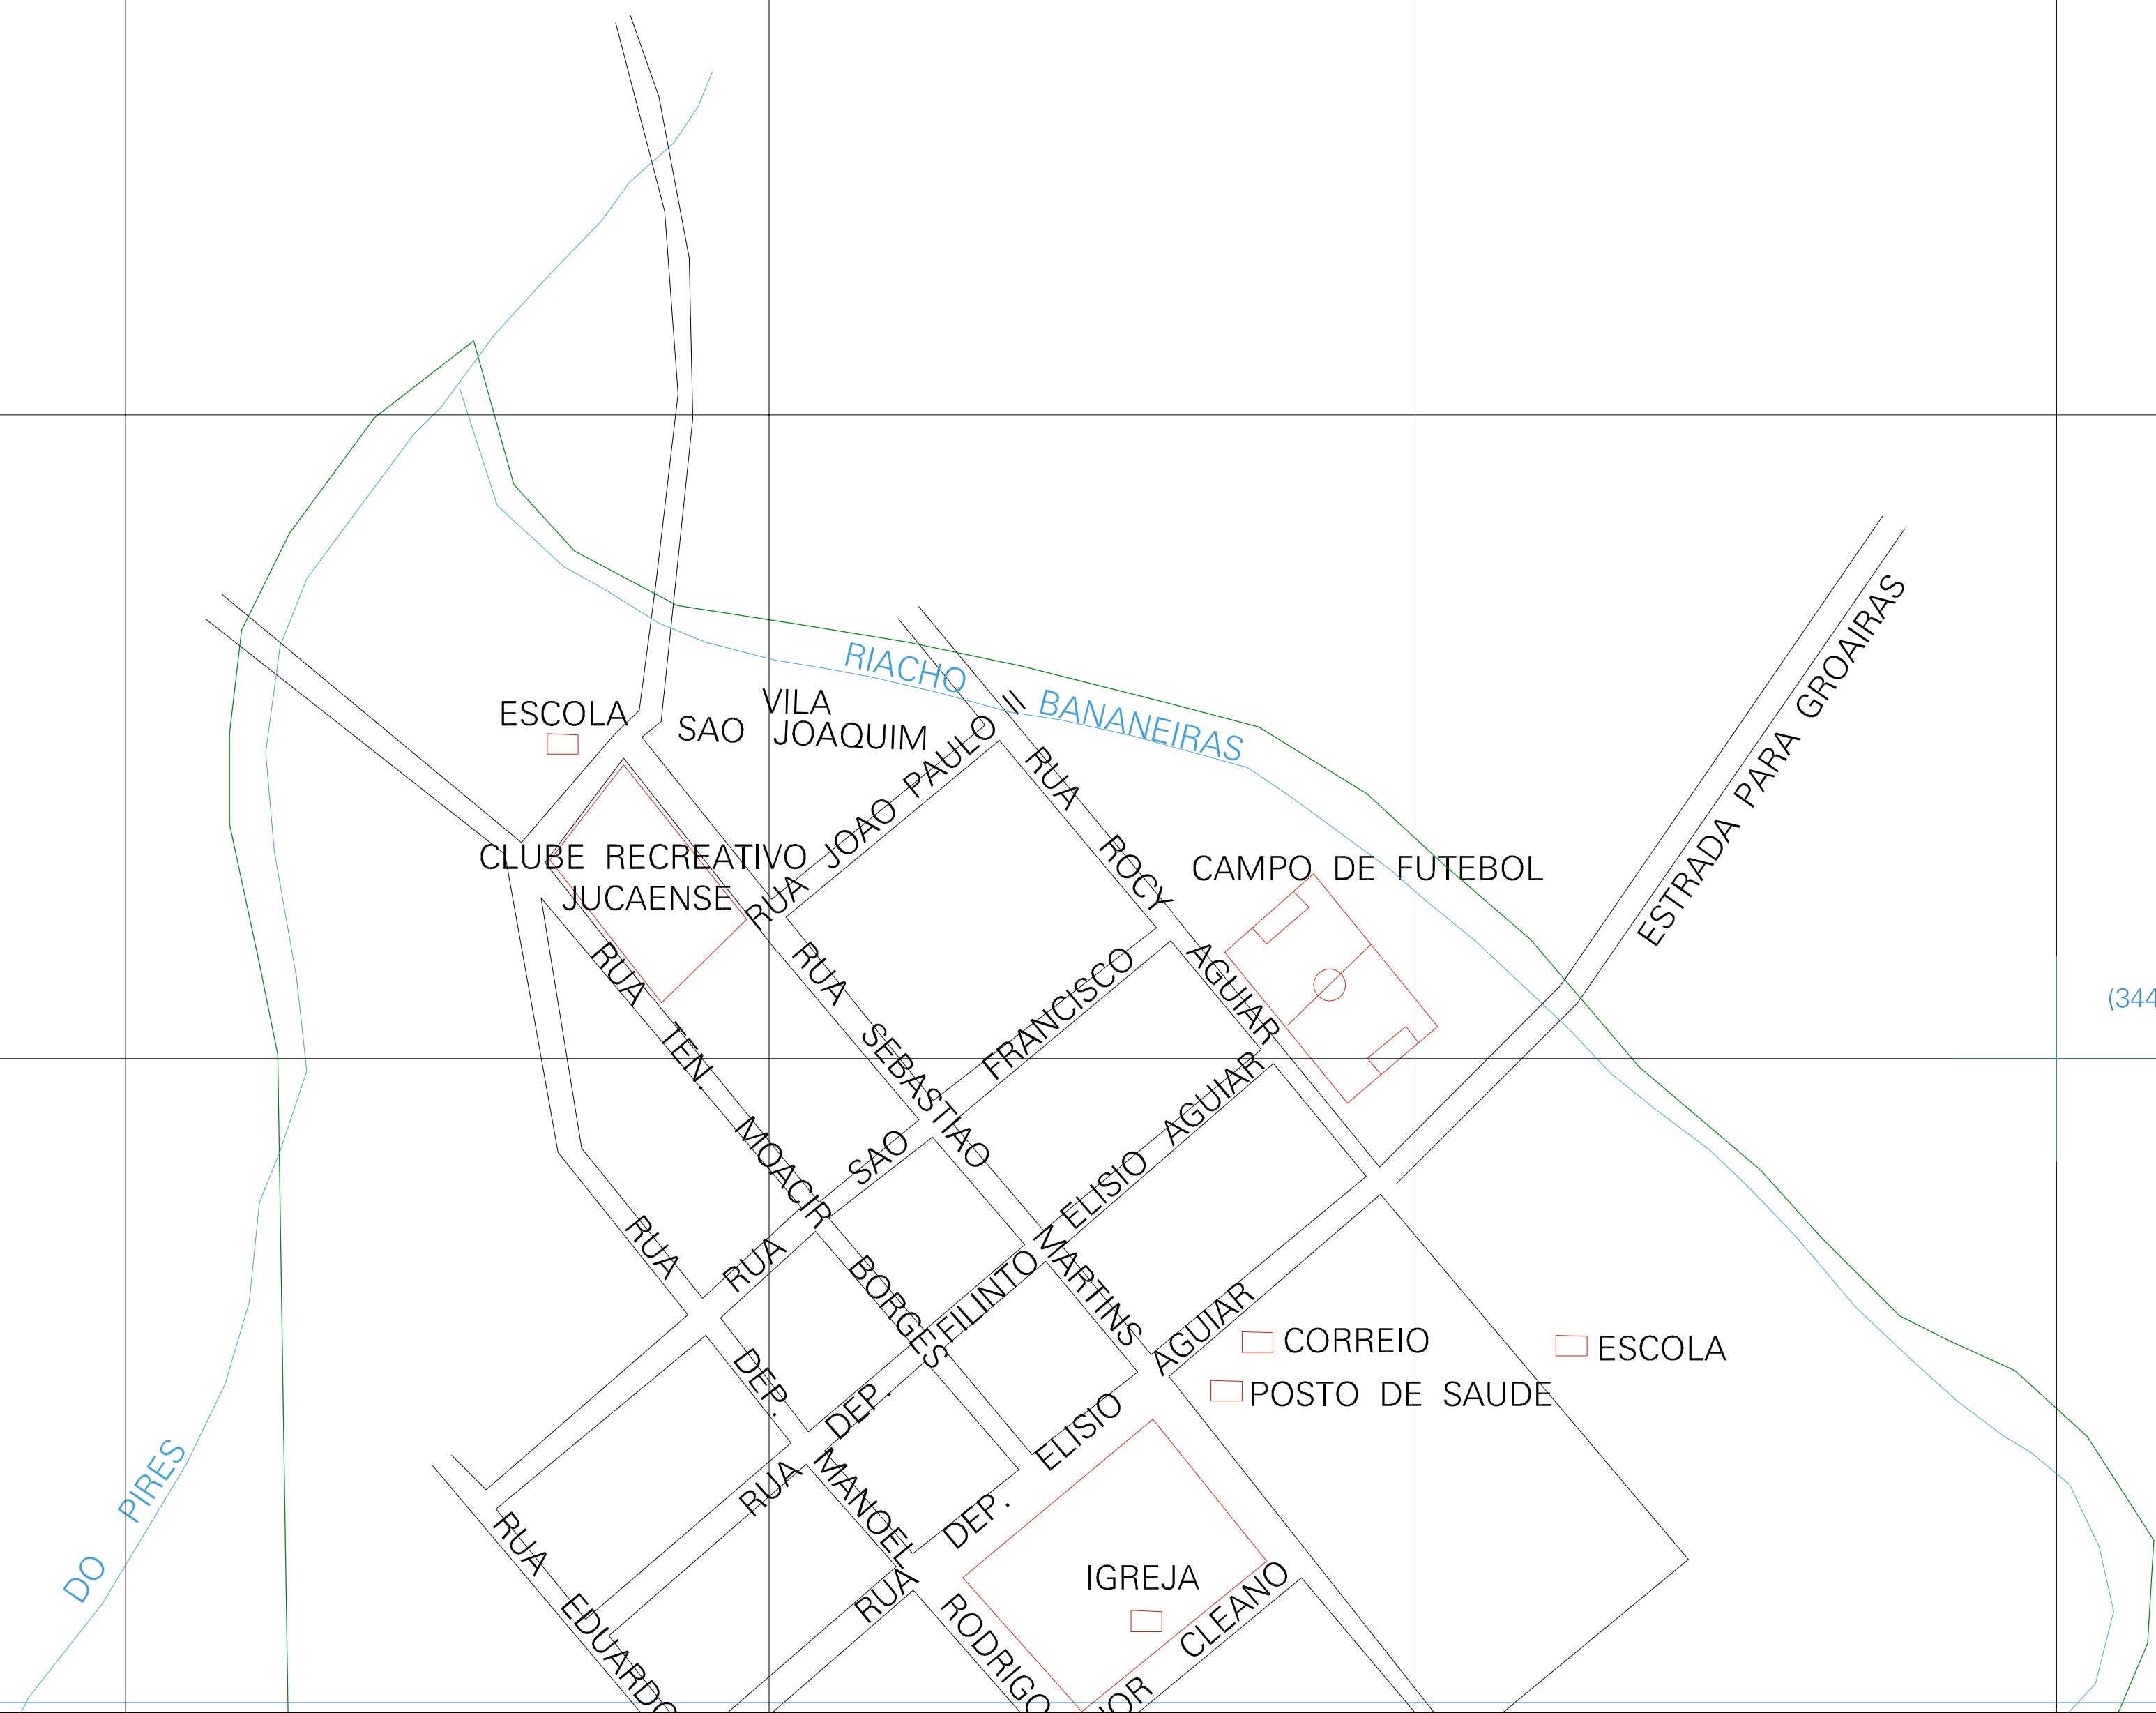 RIACHO BANANEIRAS
ESTRADA PARA GROAIRAS
ESCOLA
VILA
SAO JOAQUIM
RUA JOAO PAULO II
RUA ROCY AGUIAR
CLUBE RECREATIVO
JUCAENSE
CAMPO DE FUTEBOL
RUA TEN. MOACIR BORGES
RUA SEBASTIAO MARTINS
RUA SAO FRANCISCO
(344
RUA DEP. FILINTO ELISIO AGUIAR
RUA DEP. MANOEL RODRIGO
RUA DEP. ELISIO AGUIAR
CORREIO
ESCOLA
POSTO DE SAUDE
DO PIRES
RUA EDUARDO
IGREJA
CLEANO